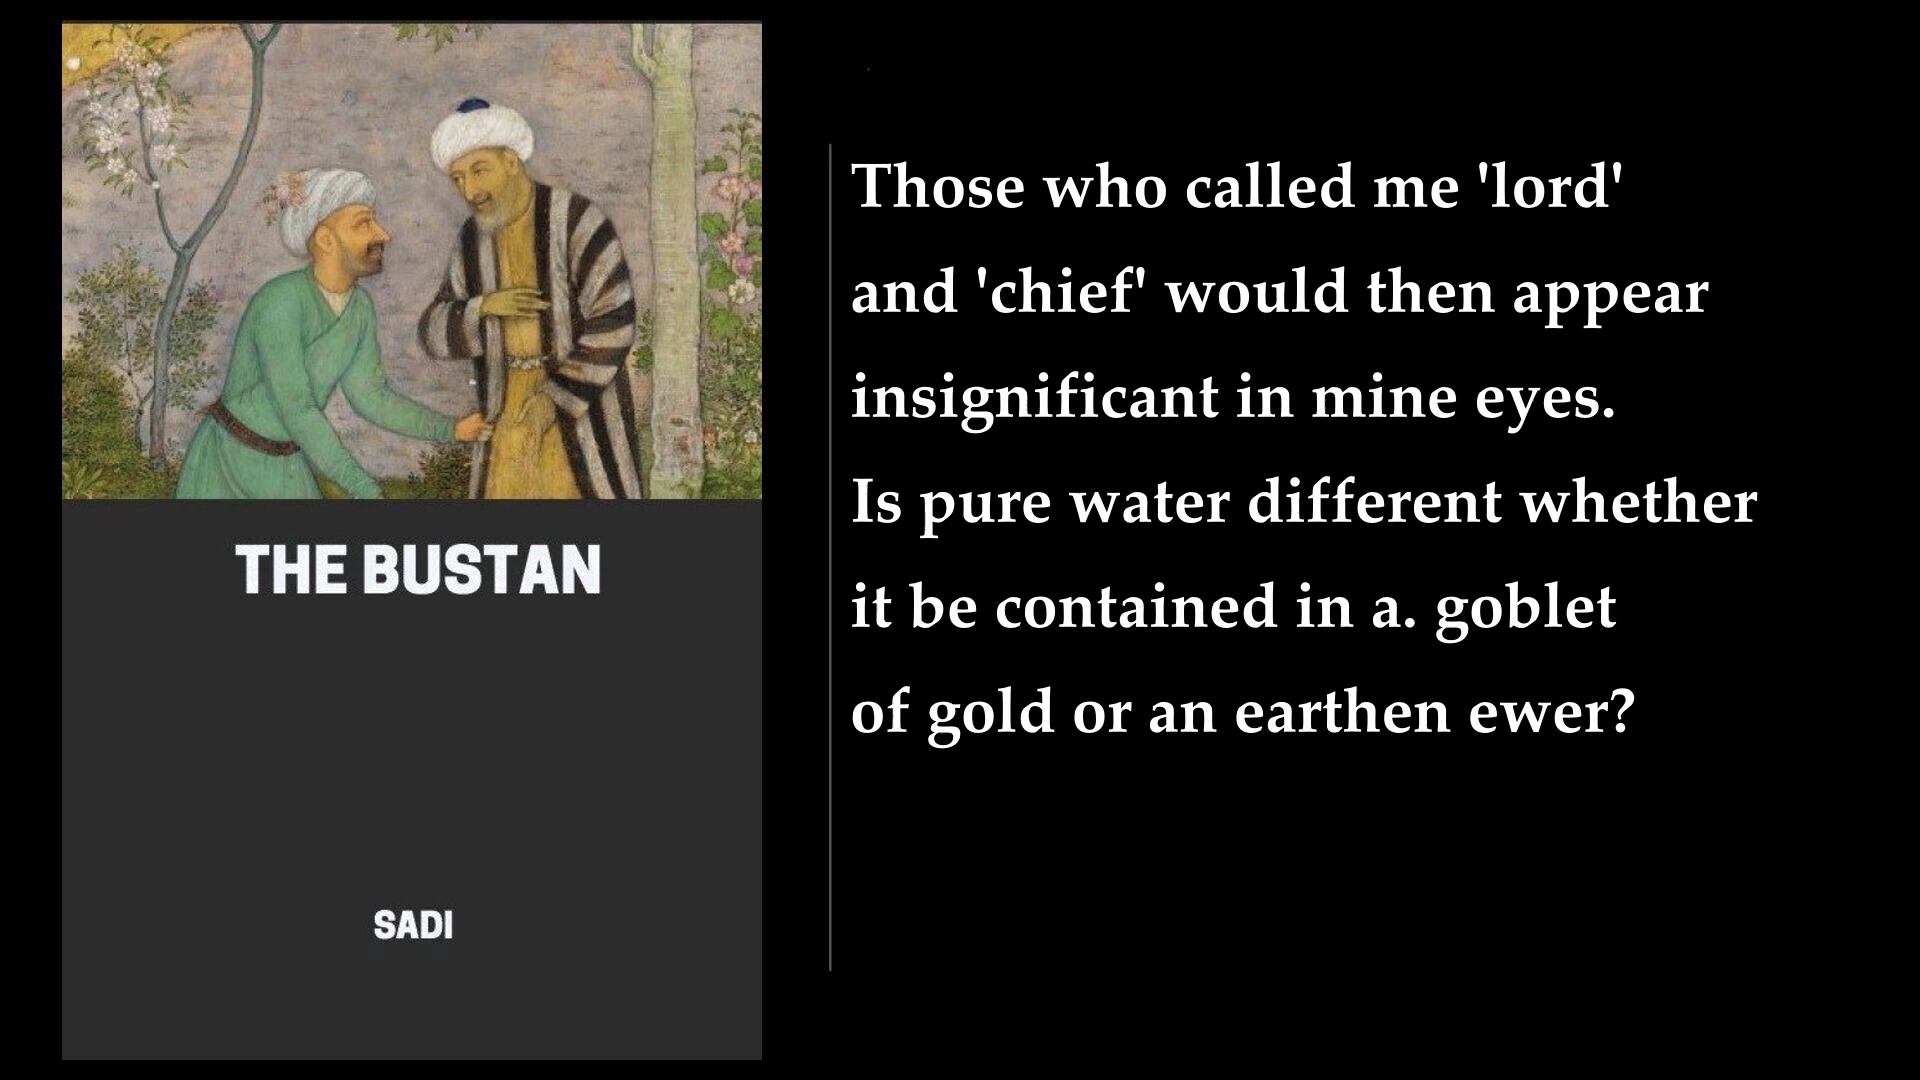 THE BUSTAN
SADI
Those who called me 'lord'
and 'chief' would then appear
insignificant in mine eyes.
Is pure water different whether
it be contained in a. goblet
of gold or an earthen ewer?